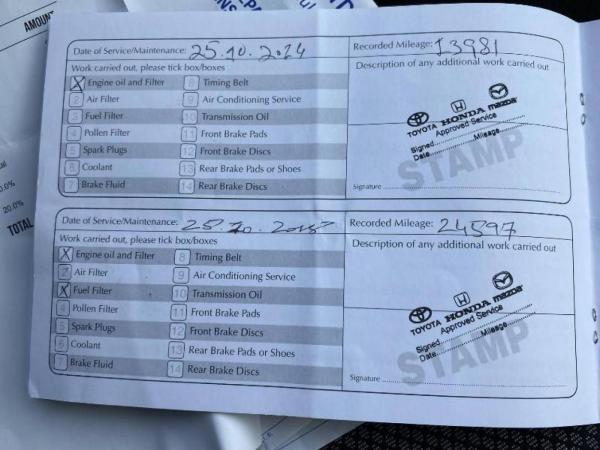 AMOUN
TOTAL
20.0%
Date of Service/Maintenance: 25.10.2024 Recorded Mileage: 13981
Work carried out, please tick box/boxes Description of any additional work carried out
X Engine oil and Filter 8 Timing Belt
2 Air Filter 9 Air Conditioning Service
3 Fuel Filter 10 Transmission Oil
4 Pollen Filter 11 Front Brake Pads
5 Spark Plugs 12 Front Brake Discs
6 Coolant 13 Rear Brake Pads or Shoes
7 Brake Fluid 14 Rear Brake Discs
TOYOTA HONDA mazda
Approved Service
Signed
Date Mileage
STAMP
Signature
Date of Service/Maintenance: 25.10. Recorded Mileage: 24597
Work carried out, please tick box/boxes Description of any additional work carried out
X Engine oil and Filter 8 Timing Belt
2 Air Filter 9 Air Conditioning Service
X Fuel Filter 10 Transmission Oil
4 Pollen Filter 11 Front Brake Pads
5 Spark Plugs 12 Front Brake Discs
6 Coolant 13 Rear Brake Pads or Shoes
7 Brake Fluid 14 Rear Brake Discs
TOYOTA HONDA mazda
Approved Service
Signed
Date Mileage
STAMP
Signature